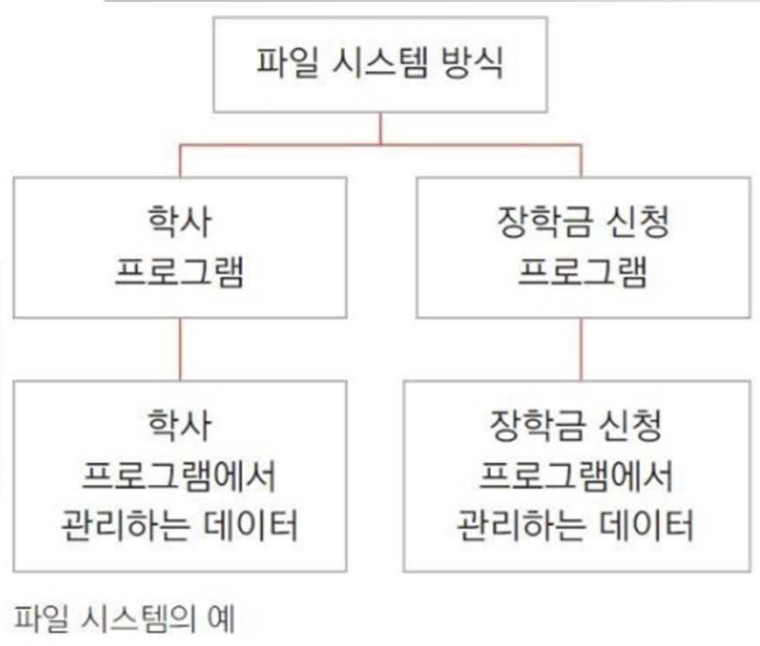 파일 시스템 방식
학사
프로그램
장학금 신청
프로그램
학사
프로그램에서
관리하는 데이터
장학금 신청
프로그램에서
관리하는 데이터
파일 시스템의 예